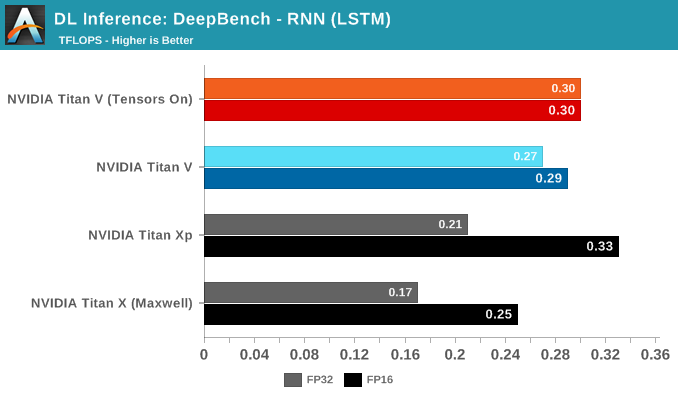 DL Inference: DeepBench - RNN (LSTM)
TFLOPS - Higher is Better
NVIDIA Titan V (Tensors On)
0.30
0.30
NVIDIA Titan V
0.27
0.29
NVIDIA Titan Xp
0.21
0.33
NVIDIA Titan X (Maxwell)
0.17
0.25
0 0.04 0.08 0.12 0.16 0.2 0.24 0.28 0.32 0.36
FP32 FP16